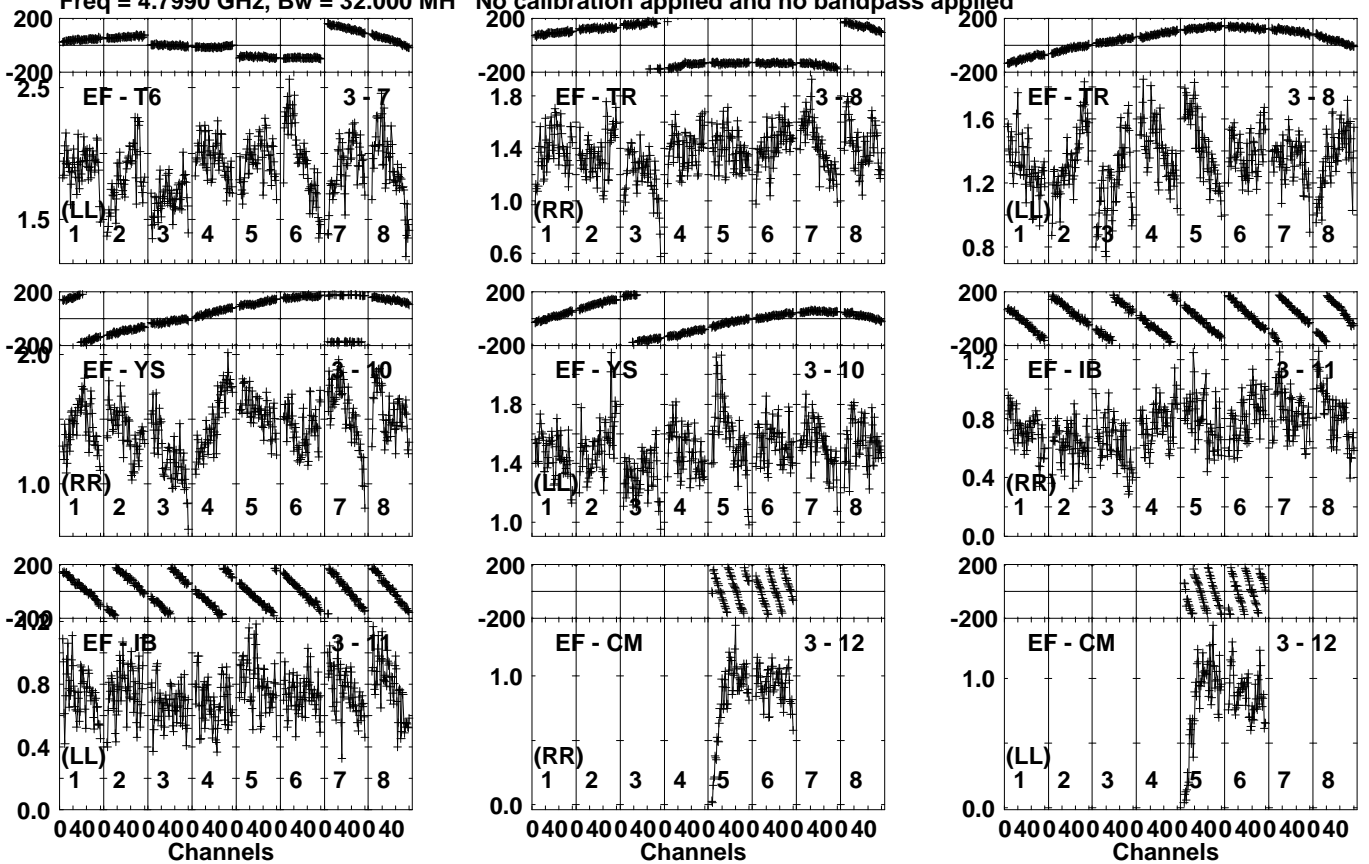 Freq = 4.7990 GHz, Bw = 32.000 MH No calibration applied and no bandpass applied
200
-200
2.5
1.5
EF - T6 3 - 7
(LL)
1 2 3 4 5 6 7 8
200
-200
1.8
1.4
1.0
0.6
EF - TR 3 - 8
(RR)
1 2 3 4 5 6 7 8
200
-200
1.6
1.2
0.8
EF - TR 3 - 8
(LL)
1 2 3 4 5 6 7 8
200
-200
2.0
1.0
EF - YS 3 - 10
(RR)
1 2 3 4 5 6 7 8
200
-200
1.8
1.4
1.0
EF - YS 3 - 10
(LL)
1 2 3 4 5 6 7 8
200
-200
1.2
0.8
0.4
0.0
EF - IB 3 - 11
(RR)
1 2 3 4 5 6 7 8
200
-200
1.2
0.8
0.4
0.0
EF - IB 3 - 11
(LL)
1 2 3 4 5 6 7 8
0 40 0 40 0 40 0 40 0 40 0 40 0 40 0 40
Channels
200
-200
1.0
0.0
EF - CM 3 - 12
(RR)
1 2 3 4 5 6 7 8
0 40 0 40 0 40 0 40 0 40 0 40 0 40 0 40
Channels
200
-200
1.0
0.0
EF - CM 3 - 12
(LL)
1 2 3 4 5 6 7 8
0 40 0 40 0 40 0 40 0 40 0 40 0 40 0 40
Channels